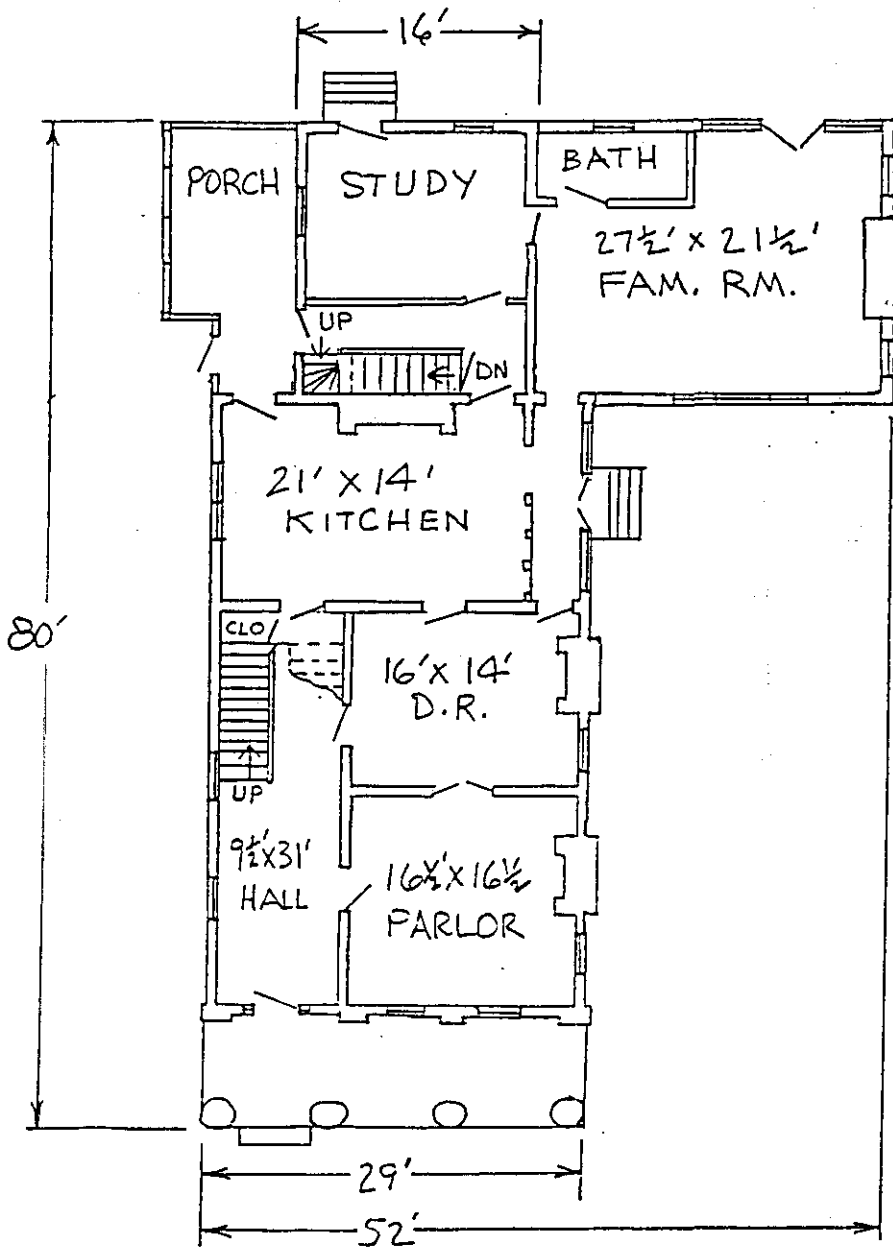 16'
PORCH
STUDY
BATH
27½' X 21½'
FAM. RM.
UP
DN
21' X 14'
KITCHEN
80'
CLO
16' X 14'
D.R.
UP
9½' X 31'
HALL
16½' X 16½
PARLOR
29'
52'